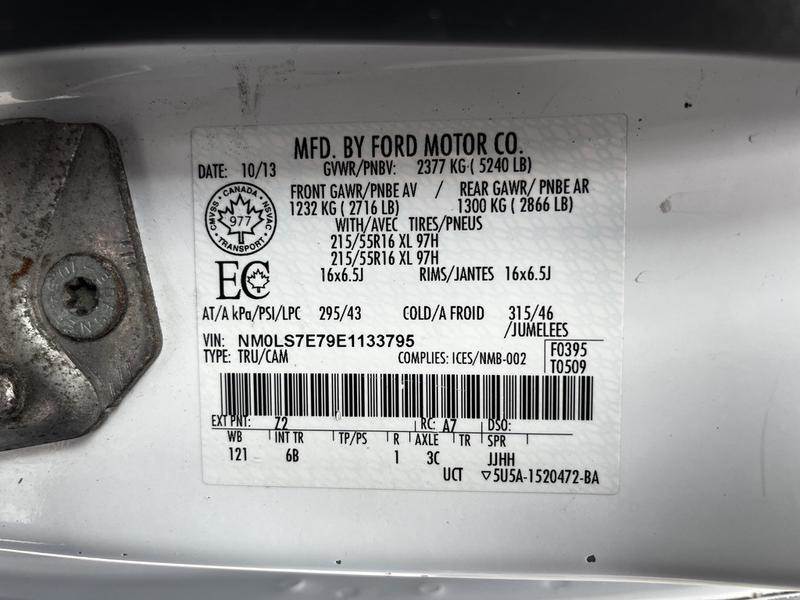 MFD. BY FORD MOTOR CO.
DATE: 10/13 GVWR/PNBV: 2377 KG ( 5240 LB)
FRONT GAWR/PNBE AV / REAR GAWR/ PNBE AR
1232 KG ( 2716 LB) 1300 KG ( 2866 LB)
WITH/AVEC TIRES/PNEUS
215/55R16 XL 97H
215/55R16 XL 97H
16x6.5J RIMS/JANTES 16x6.5J
CMVSS • CANADA • NSVAC • TRANSPORT
977
EC
AT/A kPa/PSI/LPC 295/43 COLD/A FROID 315/46
/JUMELEES
VIN: NM0LS7E79E1133795
TYPE: TRU/CAM COMPLIES: ICES/NMB-002
F0395
T0509
EXT PNT: Z2 RC: A7 DSO:
WB INT TR TP/PS R AXLE TR SPR
121 6B 1 3C JJHH
UCT ▽5U5A-1520472-BA